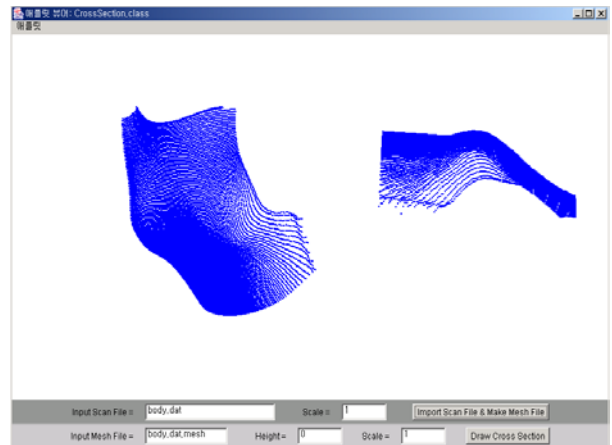 애플릿 뷰어: CrossSection.class
애플릿
Input Scan File = body.dat Scale = 1 Import Scan File & Make Mesh File
Input Mesh File = body.dat.mesh Height = 0 Scale = 1 Draw Cross Section